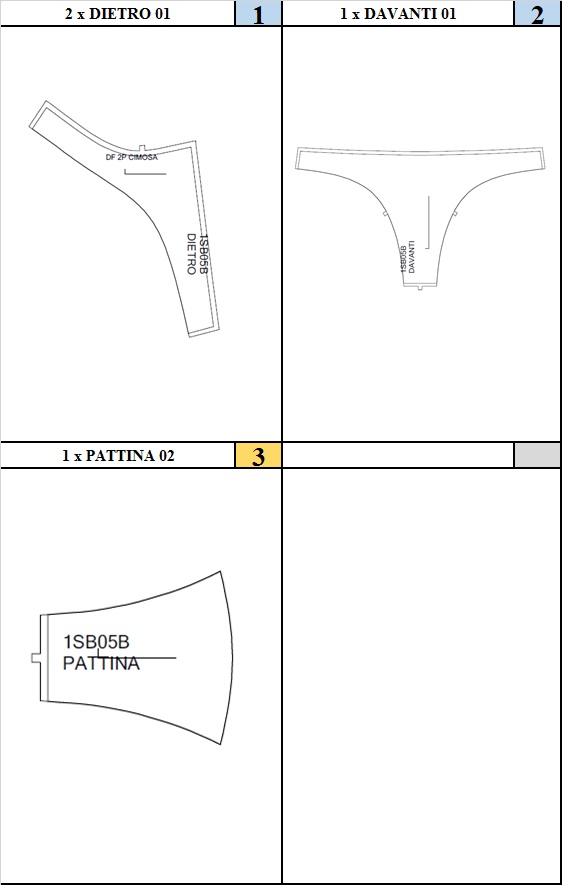 2 x DIETRO 01
1
1 x DAVANTI 01
2
DF 2P CIMOSA
1SB05B
DIETRO
1SB05B
DAVANTI
1 x PATTINA 02
3
1SB05B
PATTINA